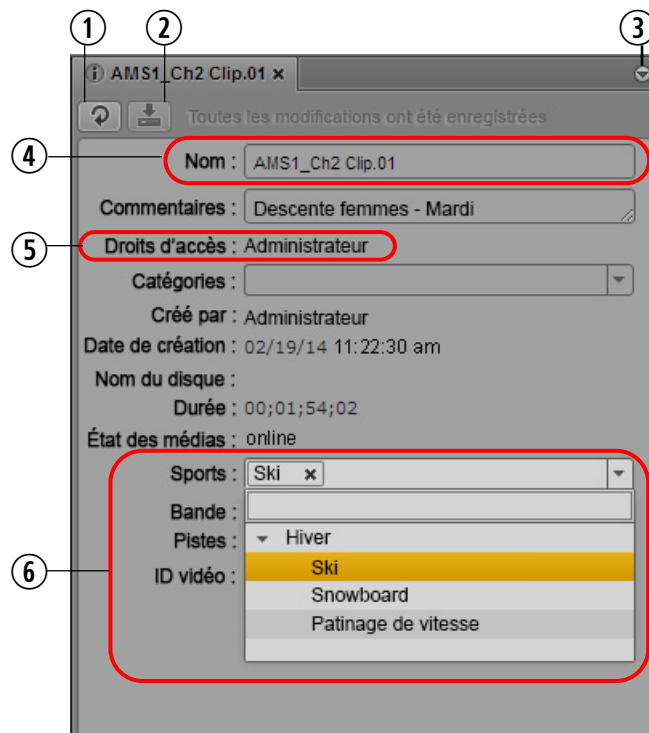 1 2 3
AMS1_Ch2 Clip.01 ×
Toutes les modifications ont été enregistrées
4 Nom : AMS1_Ch2 Clip.01
Commentaires : Descente femmes - Mardi
5 Droits d'accès : Administrateur
Catégories :
Créé par : Administrateur
Date de création : 02/19/14 11:22:30 am
Nom du disque :
Durée : 00;01;54;02
État des médias : online
Sports : Ski ×
Bande :
Pistes : Hiver
6 ID vidéo : Ski
Snowboard
Patinage de vitesse